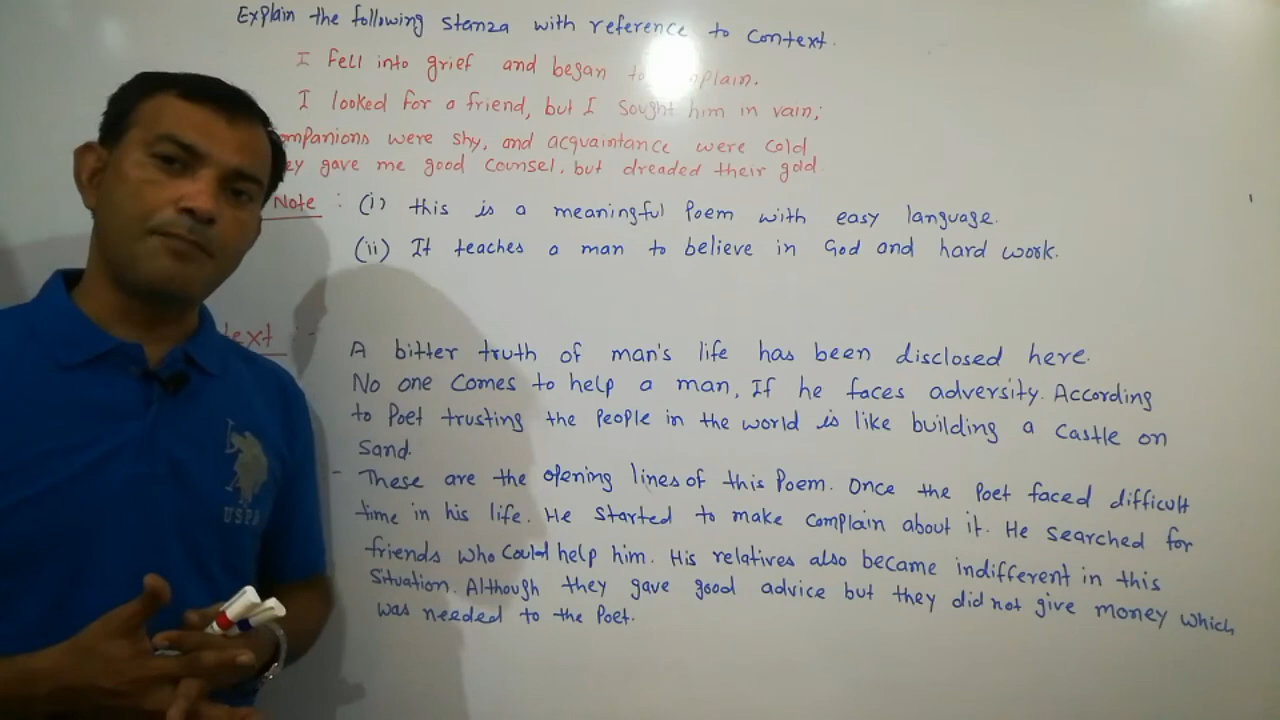 Explain the following stanza with reference to context.
I fell into grief and began to plain.
I looked for a friend, but I sought him in vain;
ompanions were shy, and acquaintance were cold
ey gave me good counsel, but dreaded their gold.
Note : (i) this is a meaningful Poem with easy language.
(ii) It teaches a man to believe in God and hard work.
text :-
A bitter truth of man's life has been disclosed here.
No one comes to help a man, If he faces adversity. According
to Poet trusting the People in the world is like building a castle on
Sand.
- These are the opening lines of this Poem. Once the Poet faced difficult
time in his life. He started to make complain about it. He searched for
friends who could help him. His relatives also became indifferent in this
Situation. Although they gave good advice but they did not give money which
was needed to the Poet.
USP